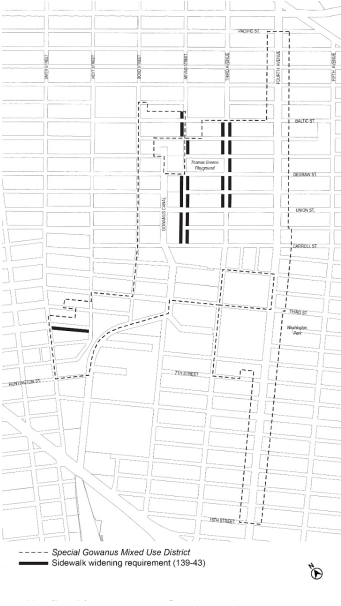 PACIFIC ST.
SMITH STREET
HOYT STREET
BOND STREET
NEVINS STREET
THIRD AVENUE
FOURTH AVENUE
FIFTH AVENUE
BALTIC ST.
Thomas Greene
Playground
DEGRAW ST.
GOWANUS CANAL
UNION ST.
CARROLL ST.
THIRD ST.
Washington
Park
7TH STREET
HUNTINGTON ST.
15TH STREET
Special Gowanus Mixed Use District
Sidewalk widening requirement (139-43)